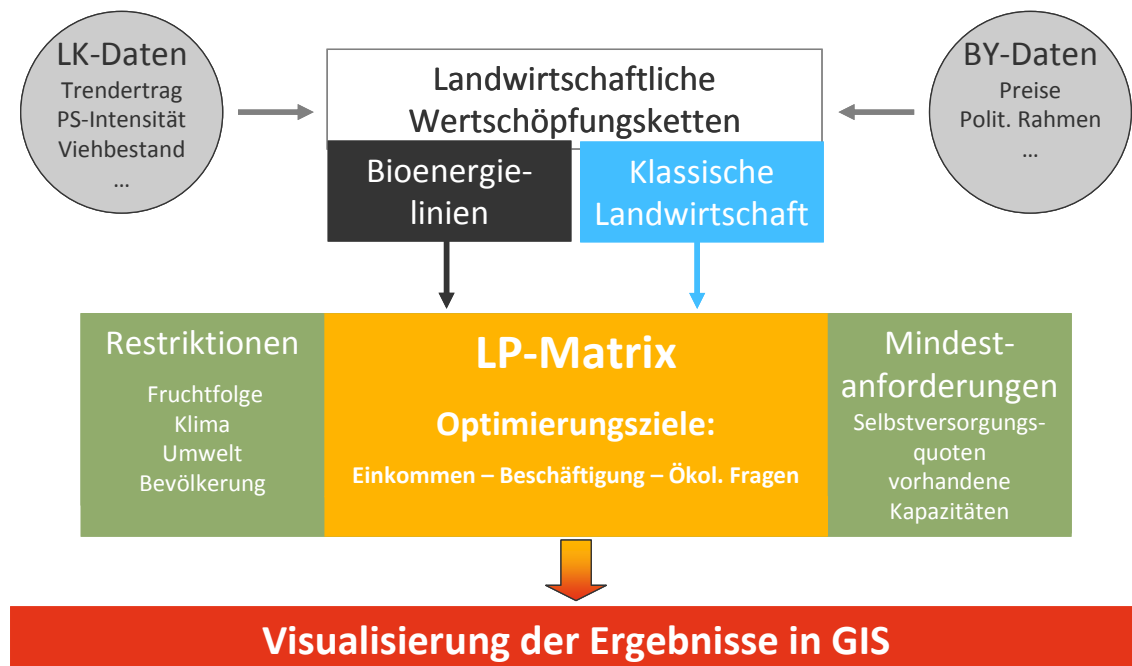 LK-Daten
Trendertrag
PS-Intensität
Viehbestand
...
Landwirtschaftliche
Wertschöpfungsketten
BY-Daten
Preise
Polit. Rahmen
...
Bioenergie-
linien
Klassische
Landwirtschaft
Restriktionen
Fruchtfolge
Klima
Umwelt
Bevölkerung
LP-Matrix
Optimierungsziele:
Einkommen – Beschäftigung – Ökol. Fragen
Mindest-
anforderungen
Selbstversorgungs-
quoten
vorhandene
Kapazitäten
Visualisierung der Ergebnisse in GIS